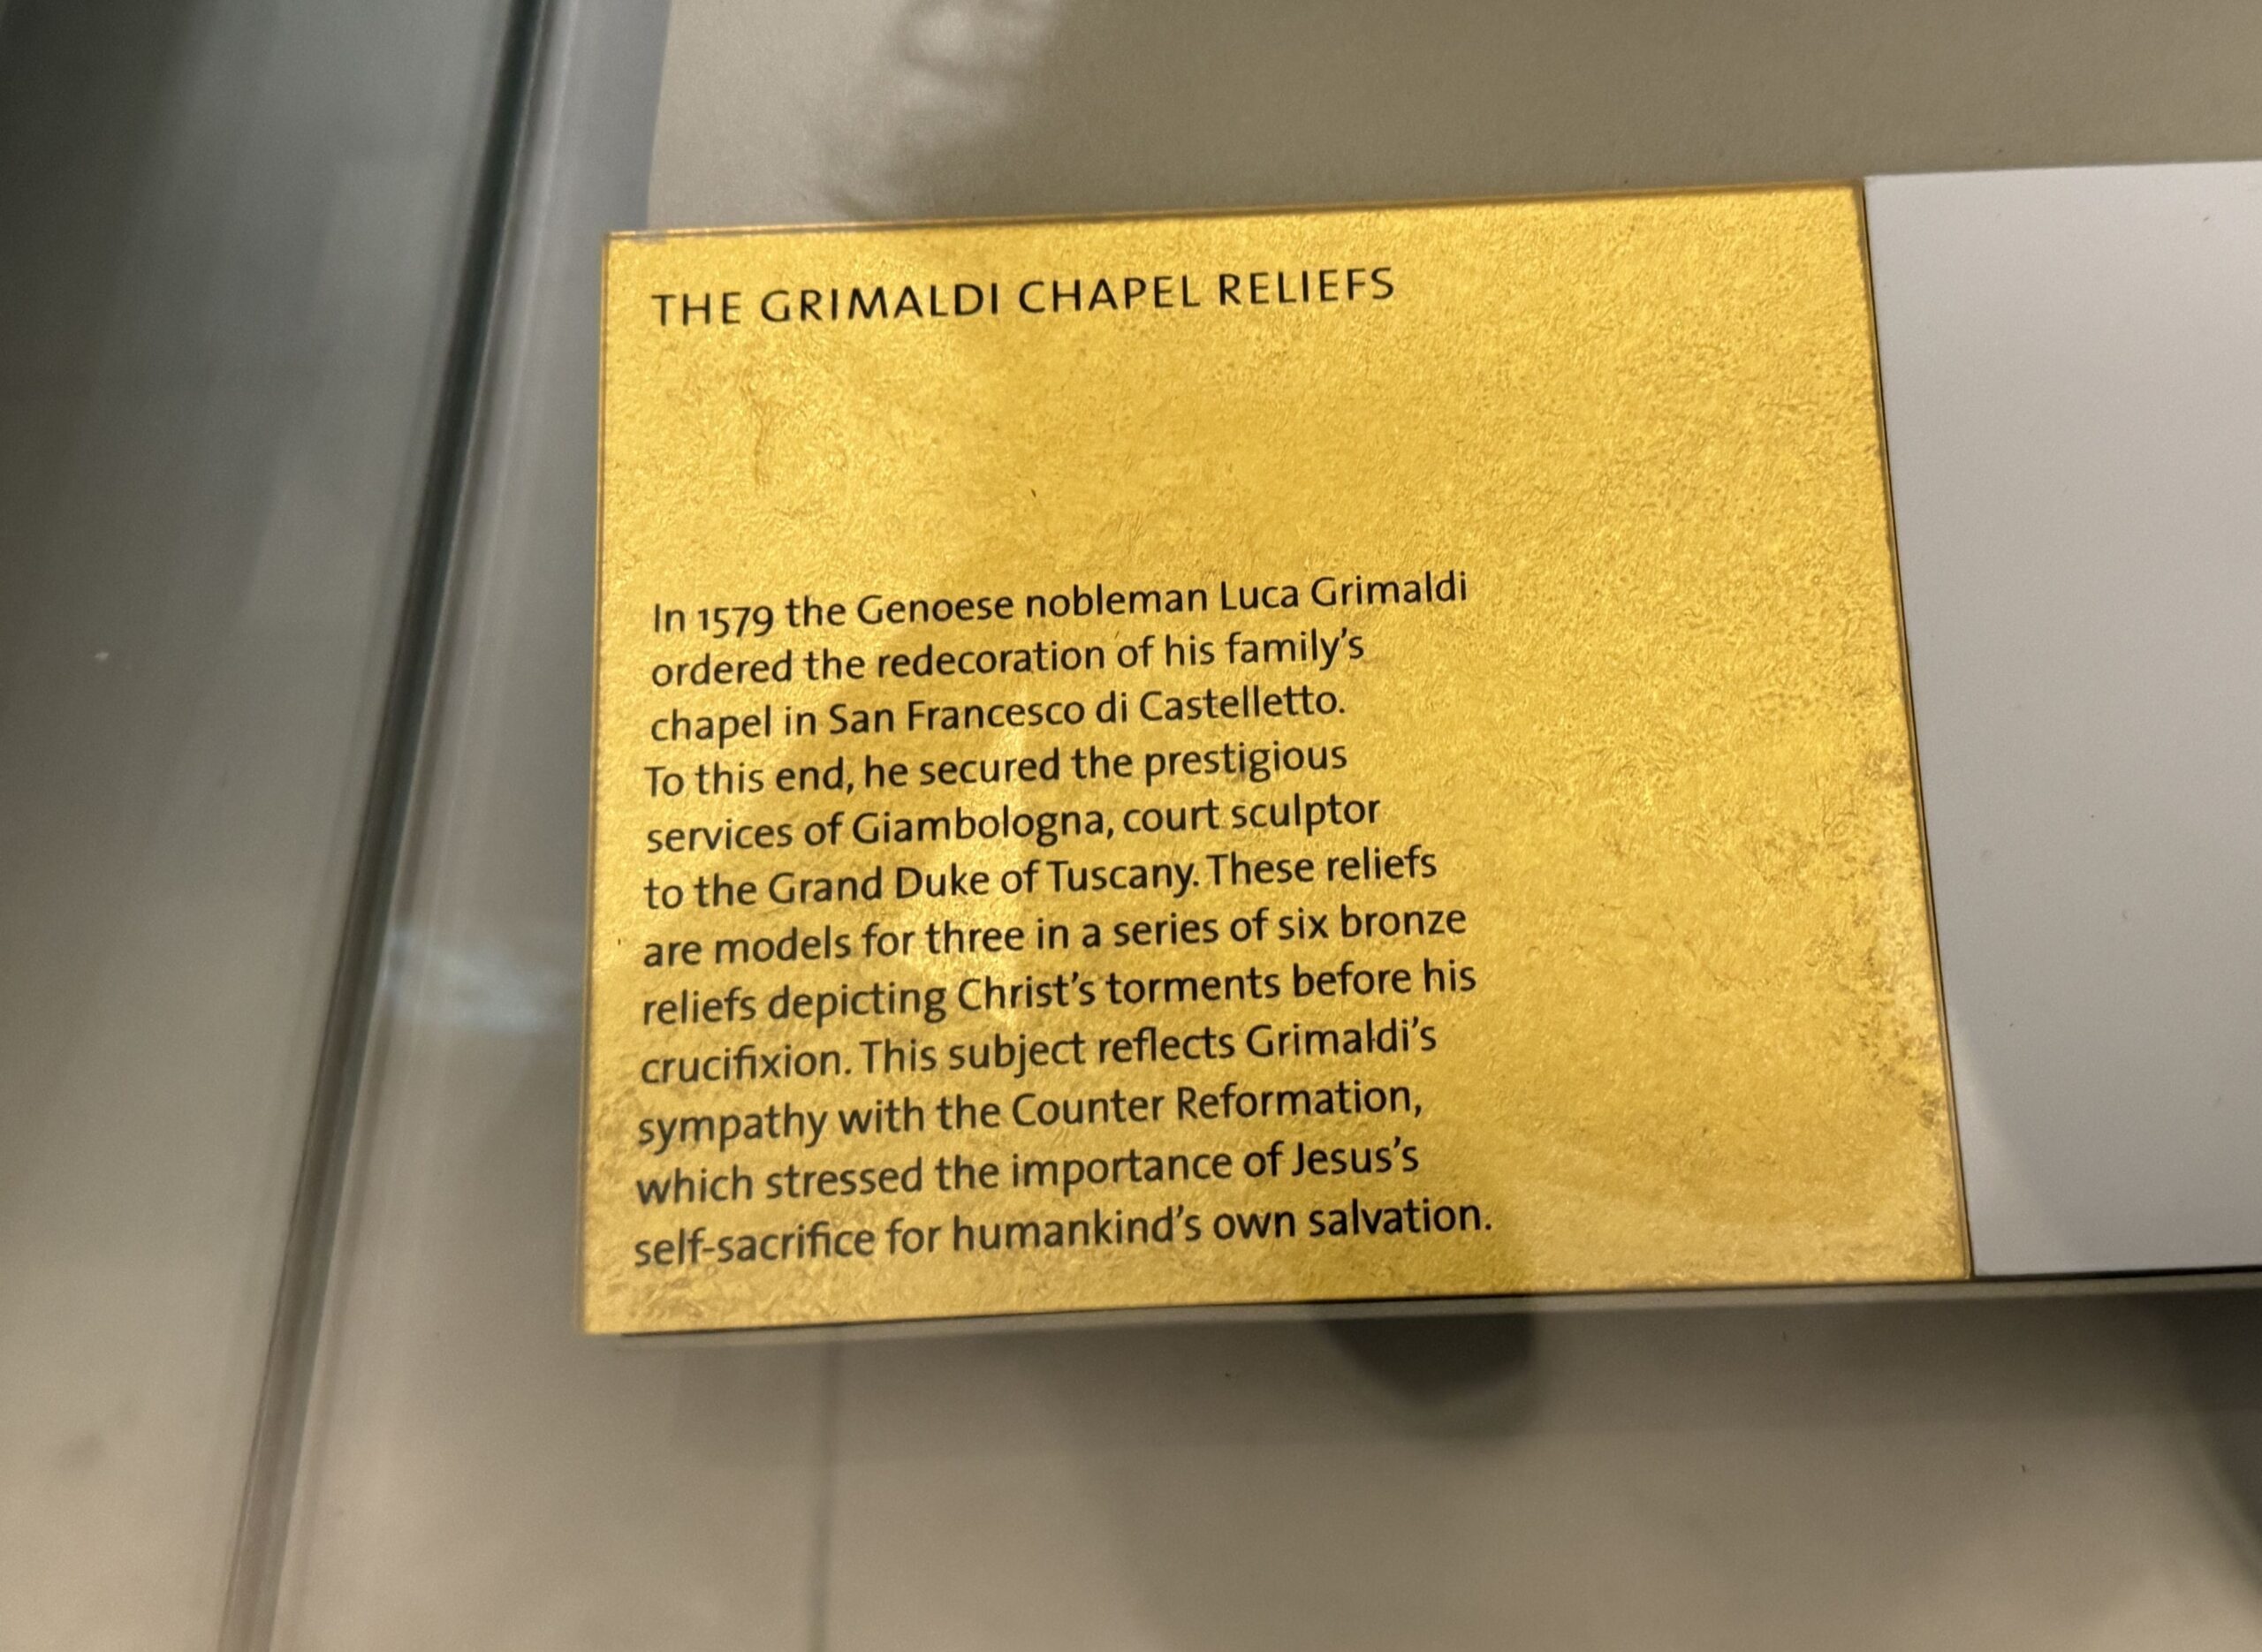 THE GRIMALDI CHAPEL RELIEFS
In 1579 the Genoese nobleman Luca Grimaldi
ordered the redecoration of his family's
chapel in San Francesco di Castelletto.
To this end, he secured the prestigious
services of Giambologna, court sculptor
to the Grand Duke of Tuscany. These reliefs
are models for three in a series of six bronze
reliefs depicting Christ's torments before his
crucifixion. This subject reflects Grimaldi's
sympathy with the Counter Reformation,
which stressed the importance of Jesus's
self-sacrifice for humankind's own salvation.